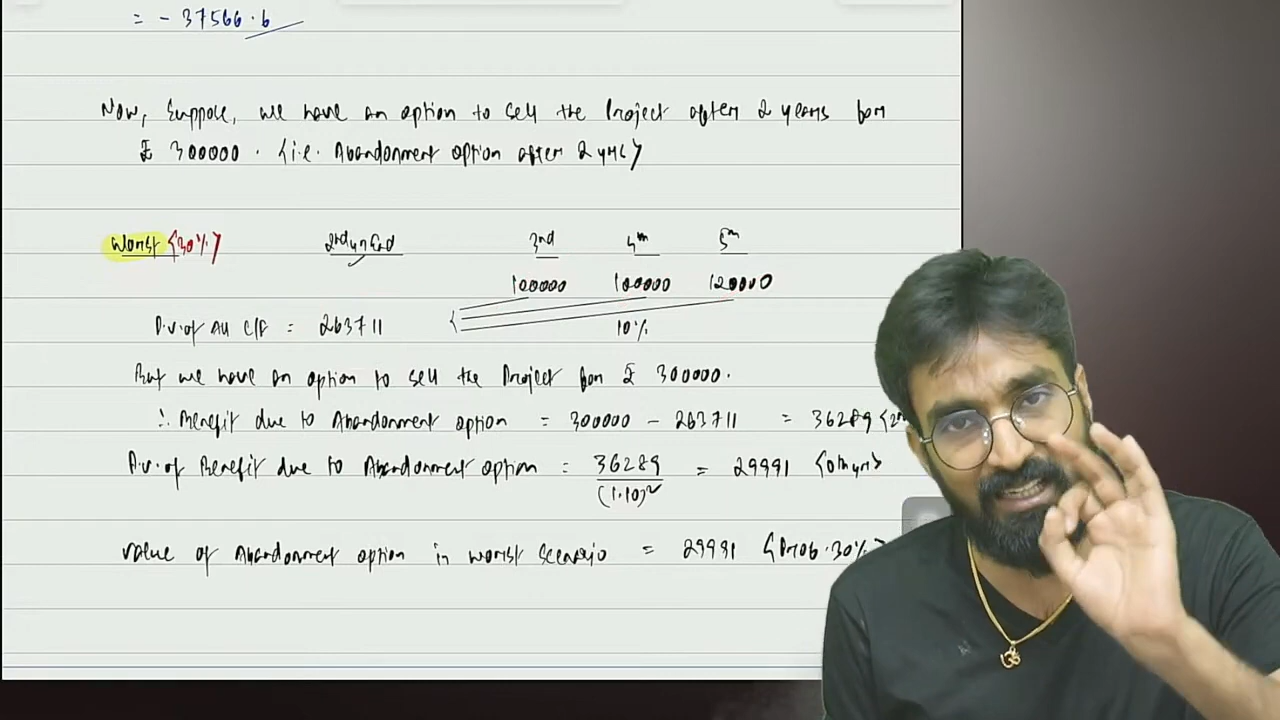 = - 37566.6
Now, Suppose, we have an option to sell the Project after 2 years for
₤ 300000. {i.e. Abandonment option after 2 yrs}
Worst {30%} 2nd yr End 3rd 4th 5th
100000 100000 120000
P.v. of All C/F = 263711 10%
But we have an option to sell the Project for ₤ 300000.
∴ Benefit due to Abandonment option = 300000 - 263711 = 36289
P.v. of Benefit due to Abandonment option = 36289 / (1.10)² = 29991 {0th yr}
Value of Abandonment option in worst scenario = 29991 {Prob. 30%}